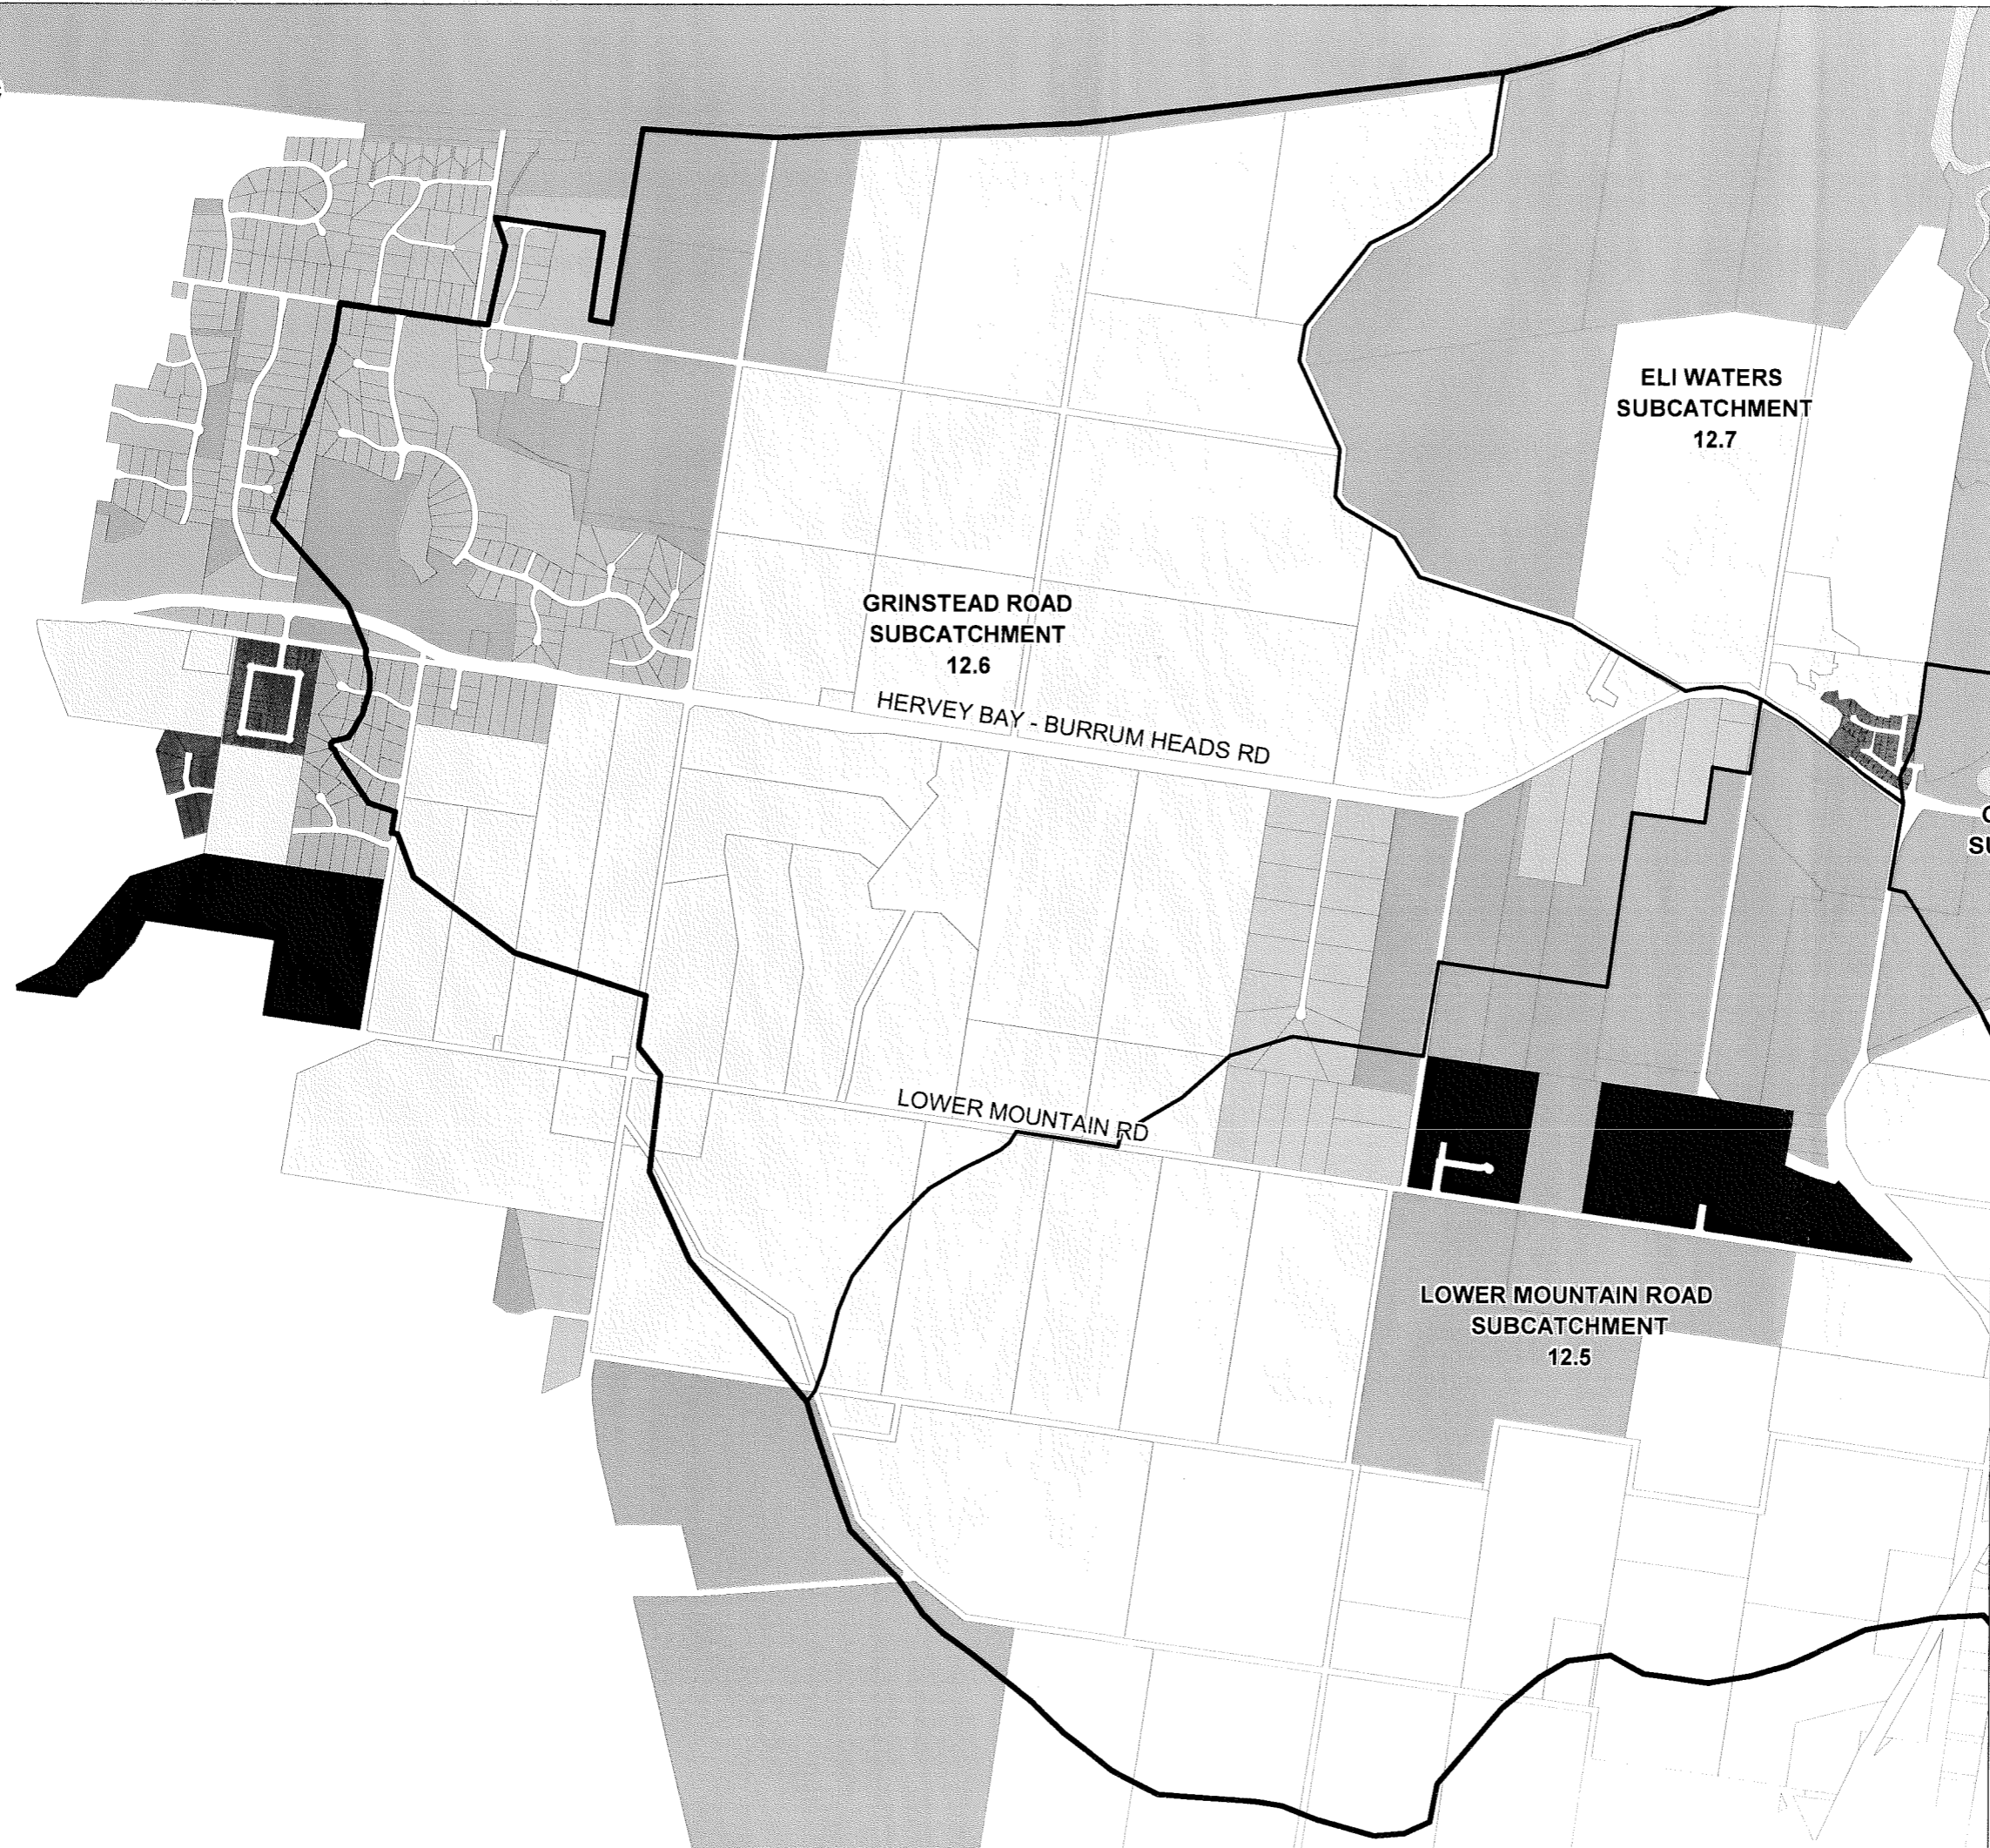 ELI WATERS
SUBCATCHMENT
12.7
GRINSTEAD ROAD
SUBCATCHMENT
12.6
HERVEY BAY - BURRUM HEADS RD
LOWER MOUNTAIN RD
LOWER MOUNTAIN ROAD
SUBCATCHMENT
12.5